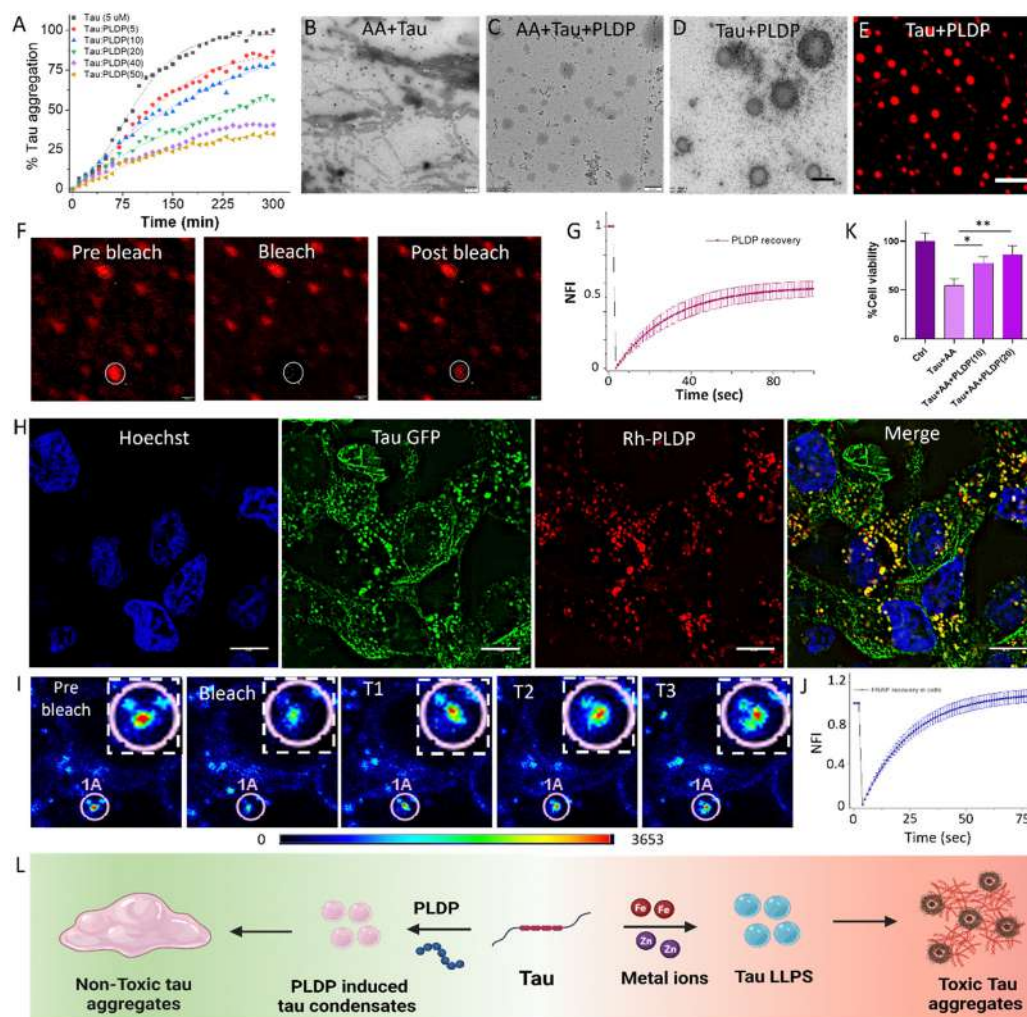 A
Tau (5 uM)
Tau:PLDP(5)
Tau:PLDP(10)
Tau:PLDP(20)
Tau:PLDP(40)
Tau:PLDP(50)
% Tau aggregation
100
75
50
25
0
0 75 150 225 300
Time (min)
B AA+Tau
C AA+Tau+PLDP
D Tau+PLDP
E Tau+PLDP
F Pre bleach Bleach Post bleach
G
PLDP recovery
NFI
1
0.5
0
0 40 80
Time (sec)
K
** 
*
%Cell viability
100
50
0
Ctrl
Tau+AA
Tau+AA+PLDP(10)
Tau+AA+PLDP(20)
H Hoechst Tau GFP Rh-PLDP Merge
I Pre bleach Bleach T1 T2 T3
1A 1A 1A 1A 1A
0 3653
J
NFI
1.2
0.8
0.4
0
0 25 50 75
Time (sec)
L
PLDP
Fe Fe
Zn Zn
Non-Toxic tau aggregates
PLDP induced tau condensates
Tau
Metal ions
Tau LLPS
Toxic Tau aggregates